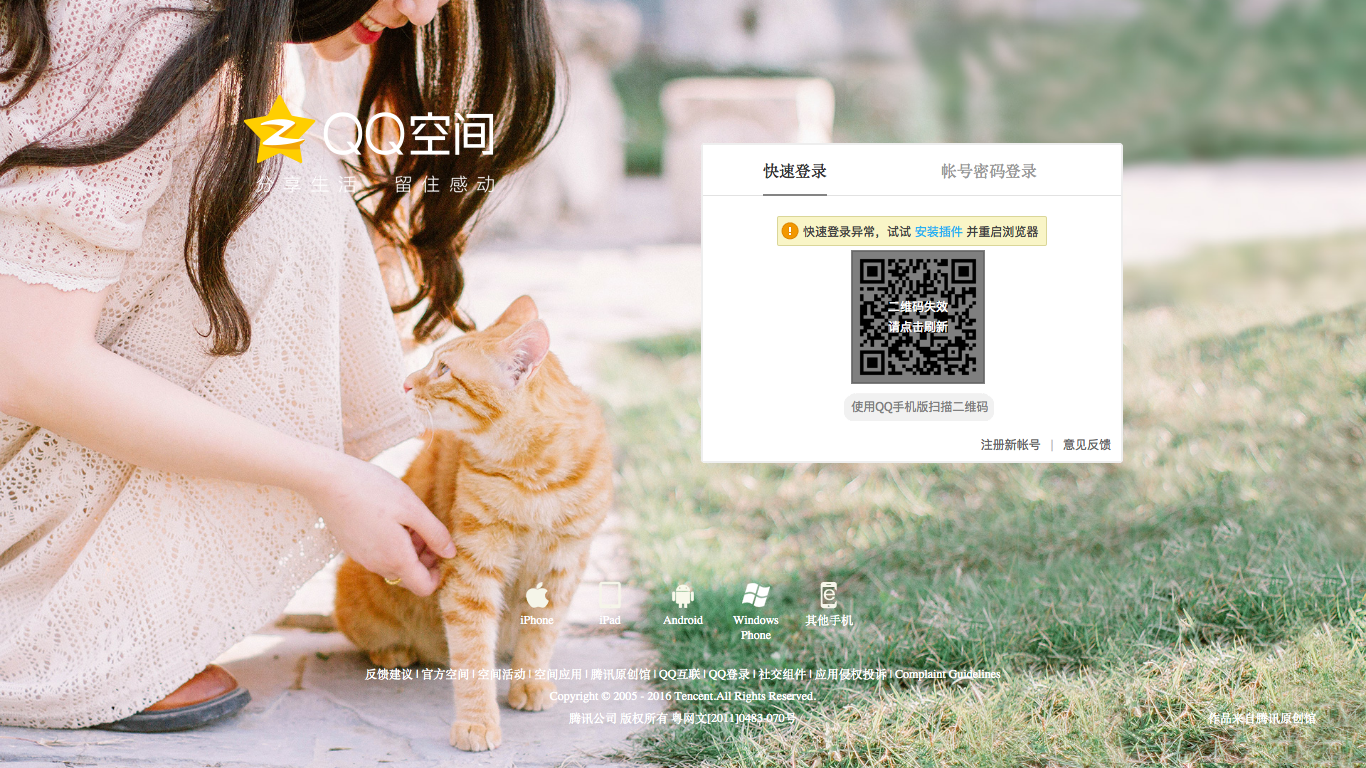 QQ空间
分享生活 留住感动
快速登录 帐号密码登录
快速登录异常，试试 安装插件 并重启浏览器
二维码失效
请点击刷新
使用QQ手机版扫描二维码
注册新帐号 | 意见反馈
iPhone iPad Android Windows Phone 其他手机
反馈建议 | 官方空间 | 空间活动 | 空间应用 | 腾讯原创馆 | QQ互联 | QQ登录 | 社交组件 | 应用侵权投诉 | Complaint Guidelines
Copyright © 2005 - 2016 Tencent.All Rights Reserved.
腾讯公司 版权所有 粤网文[2011]0483-070号
作品来自腾讯原创馆